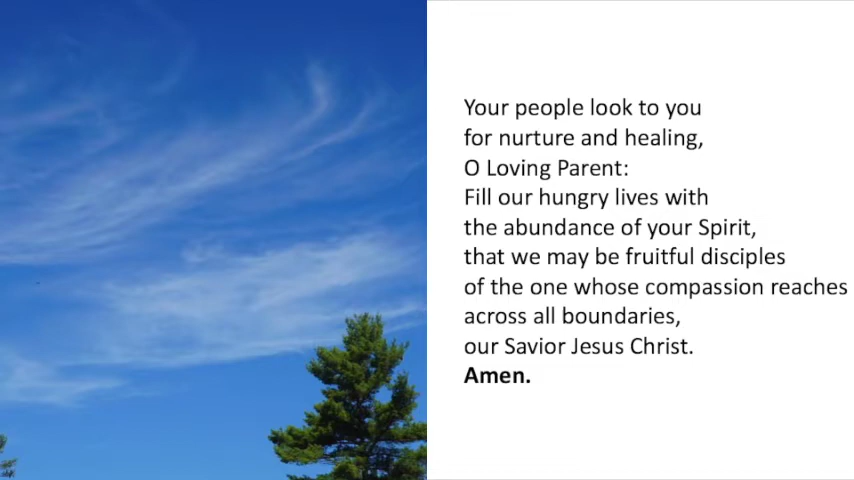 Your people look to you
for nurture and healing,
O Loving Parent:
Fill our hungry lives with
the abundance of your Spirit,
that we may be fruitful disciples
of the one whose compassion reaches
across all boundaries,
our Savior Jesus Christ.
Amen.